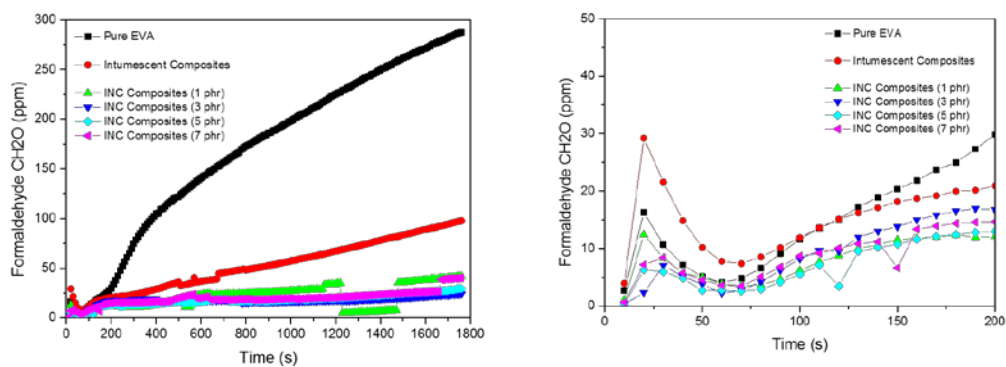 300
250
200
150
100
50
0
Formaldehyde CH2O (ppm)
Pure EVA
Intumescent Composites
INC Composites (1 phr)
INC Composites (3 phr)
INC Composites (5 phr)
INC Composites (7 phr)
0 200 400 600 800 1000 1200 1400 1600 1800
Time (s)
50
40
30
20
10
0
Formaldehyde CH2O (ppm)
Pure EVA
Intumescent Composites
INC Composites (1 phr)
INC Composites (3 phr)
INC Composites (5 phr)
INC Composites (7 phr)
0 50 100 150 200
Time (s)